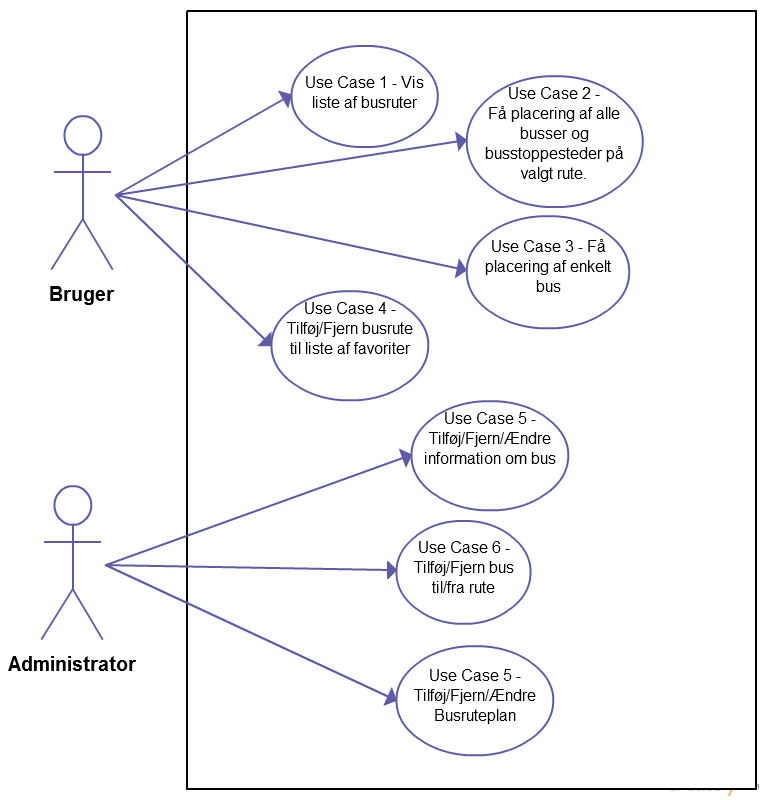 Use Case 1 - Vis
liste af busruter
Use Case 2 -
Få placering af alle
busser og
busstoppesteder på
valgt rute.
Use Case 3 - Få
placering af enkelt
bus
Bruger
Use Case 4 -
Tilføj/Fjern busrute
til liste af favoriter
Use Case 5 -
Tilføj/Fjern/Ændre
information om bus
Use Case 6 -
Tilføj/Fjern bus
til/fra rute
Administrator
Use Case 5 -
Tilføj/Fjern/Ændre
Busruteplan